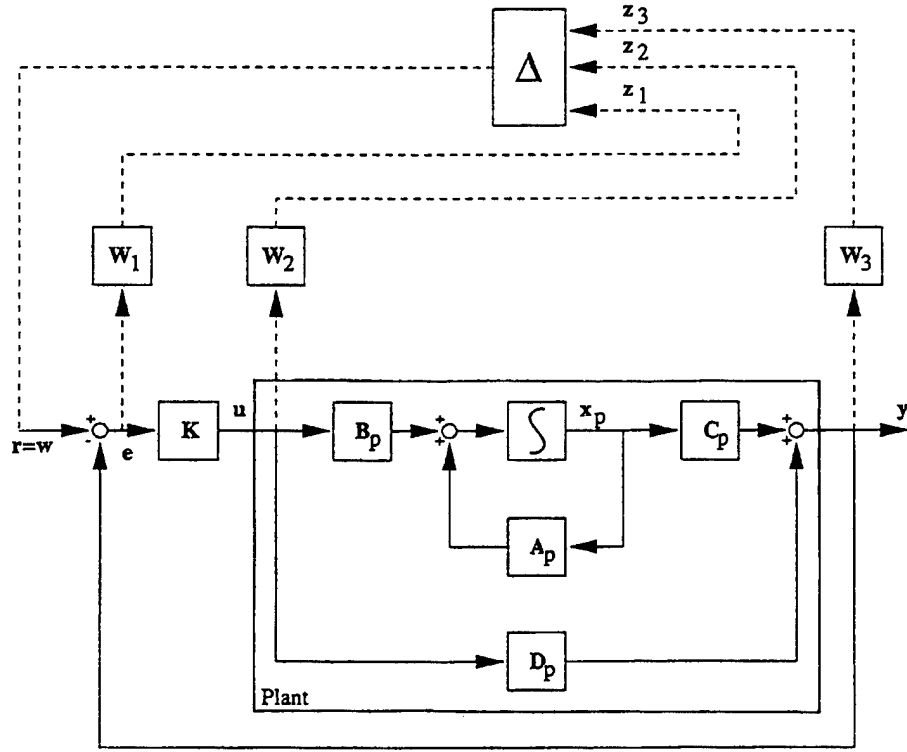 z3
z2
Δ
z1
W1
W2
W3
+
-
r=w
e
K
u
Bp
+
+
∫
xp
Cp
+
+
y
Ap
Dp
Plant